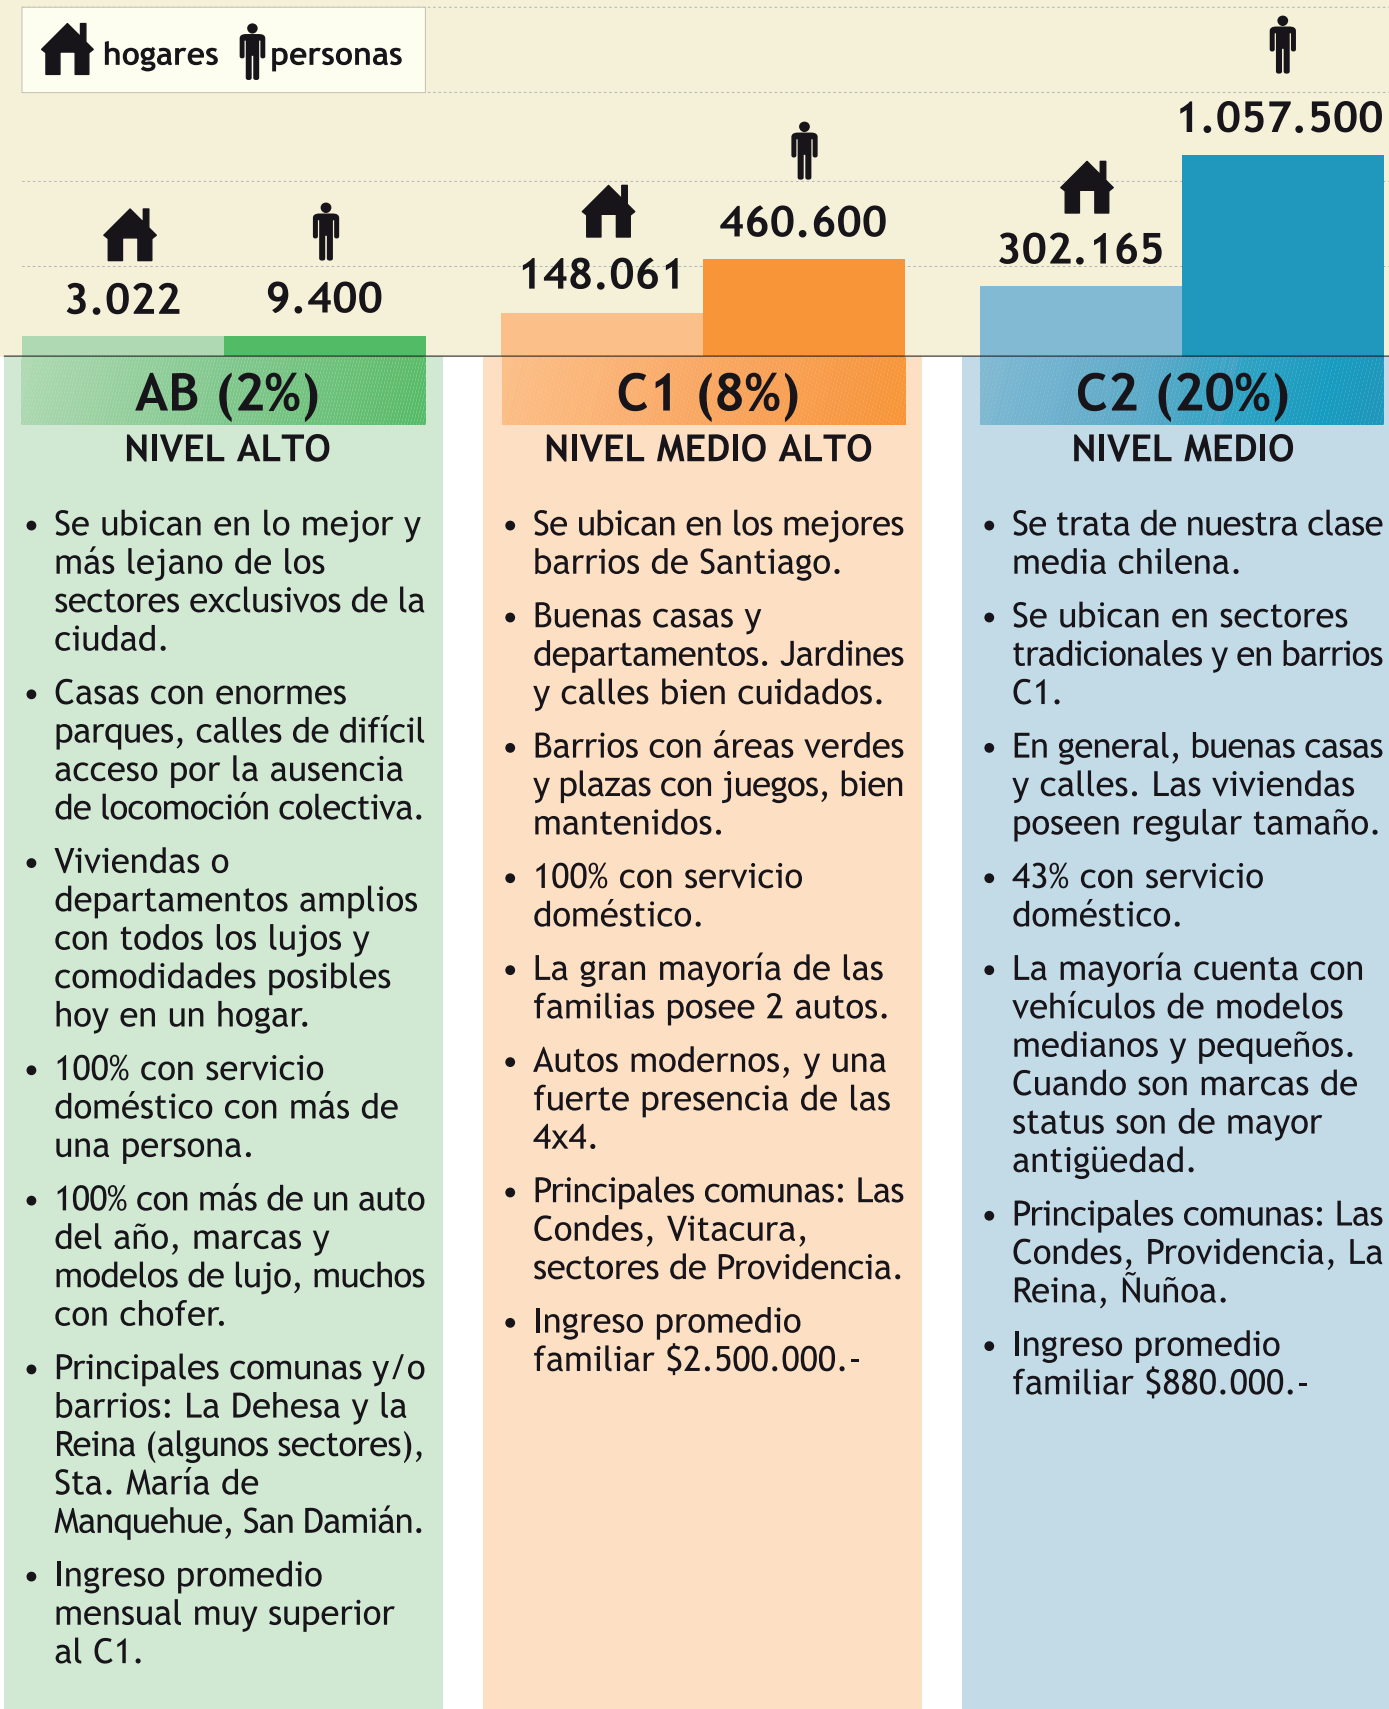 hogares personas
3.022
9.400
148.061
460.600
302.165
1.057.500
AB (2%)
NIVEL ALTO
• Se ubican en lo mejor y
más lejano de los
sectores exclusivos de la
ciudad.
• Casas con enormes
parques, calles de difícil
acceso por la ausencia
de locomoción colectiva.
• Viviendas o
departamentos amplios
con todos los lujos y
comodidades posibles
hoy en un hogar.
• 100% con servicio
doméstico con más de
una persona.
• 100% con más de un auto
del año, marcas y
modelos de lujo, muchos
con chofer.
• Principales comunas y/o
barrios: La Dehesa y la
Reina (algunos sectores),
Sta. María de
Manquehue, San Damián.
• Ingreso promedio
mensual muy superior
al C1.
C1 (8%)
NIVEL MEDIO ALTO
• Se ubican en los mejores
barrios de Santiago.
• Buenas casas y
departamentos. Jardines
y calles bien cuidados.
• Barrios con áreas verdes
y plazas con juegos, bien
mantenidos.
• 100% con servicio
doméstico.
• La gran mayoría de las
familias posee 2 autos.
• Autos modernos, y una
fuerte presencia de las
4x4.
• Principales comunas: Las
Condes, Vitacura,
sectores de Providencia.
• Ingreso promedio
familiar $2.500.000.-
C2 (20%)
NIVEL MEDIO
• Se trata de nuestra clase
media chilena.
• Se ubican en sectores
tradicionales y en barrios
C1.
• En general, buenas casas
y calles. Las viviendas
poseen regular tamaño.
• 43% con servicio
doméstico.
• La mayoría cuenta con
vehículos de modelos
medianos y pequeños.
Cuando son marcas de
status son de mayor
antigüedad.
• Principales comunas: Las
Condes, Providencia, La
Reina, Ñuñoa.
• Ingreso promedio
familiar $880.000.-